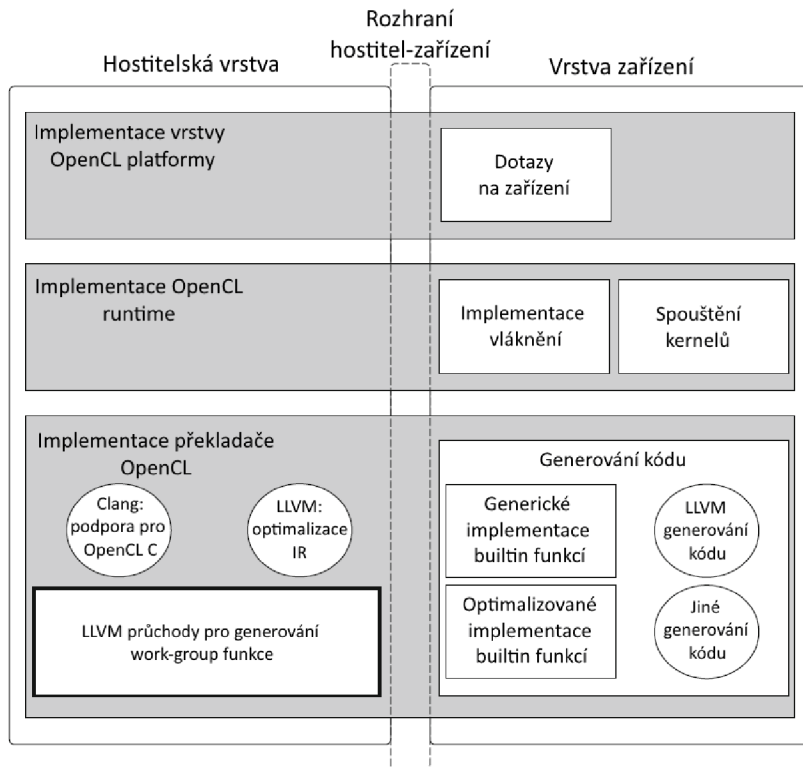 Rozhraní
hostitel-zařízení
Hostitelská vrstva
Vrstva zařízení
Implementace vrstvy
OpenCL platformy
Dotazy
na zařízení
Implementace OpenCL
runtime
Implementace
vláknění
Spouštění
kernelů
Implementace překladače
OpenCL
Clang:
podpora pro
OpenCL C
LLVM:
optimalizace
IR
LLVM průchody pro generování
work-group funkce
Generování kódu
Generické
implementace
builtin funkcí
LLVM
generování
kódu
Optimalizované
implementace
builtin funkcí
Jiné
generování
kódu